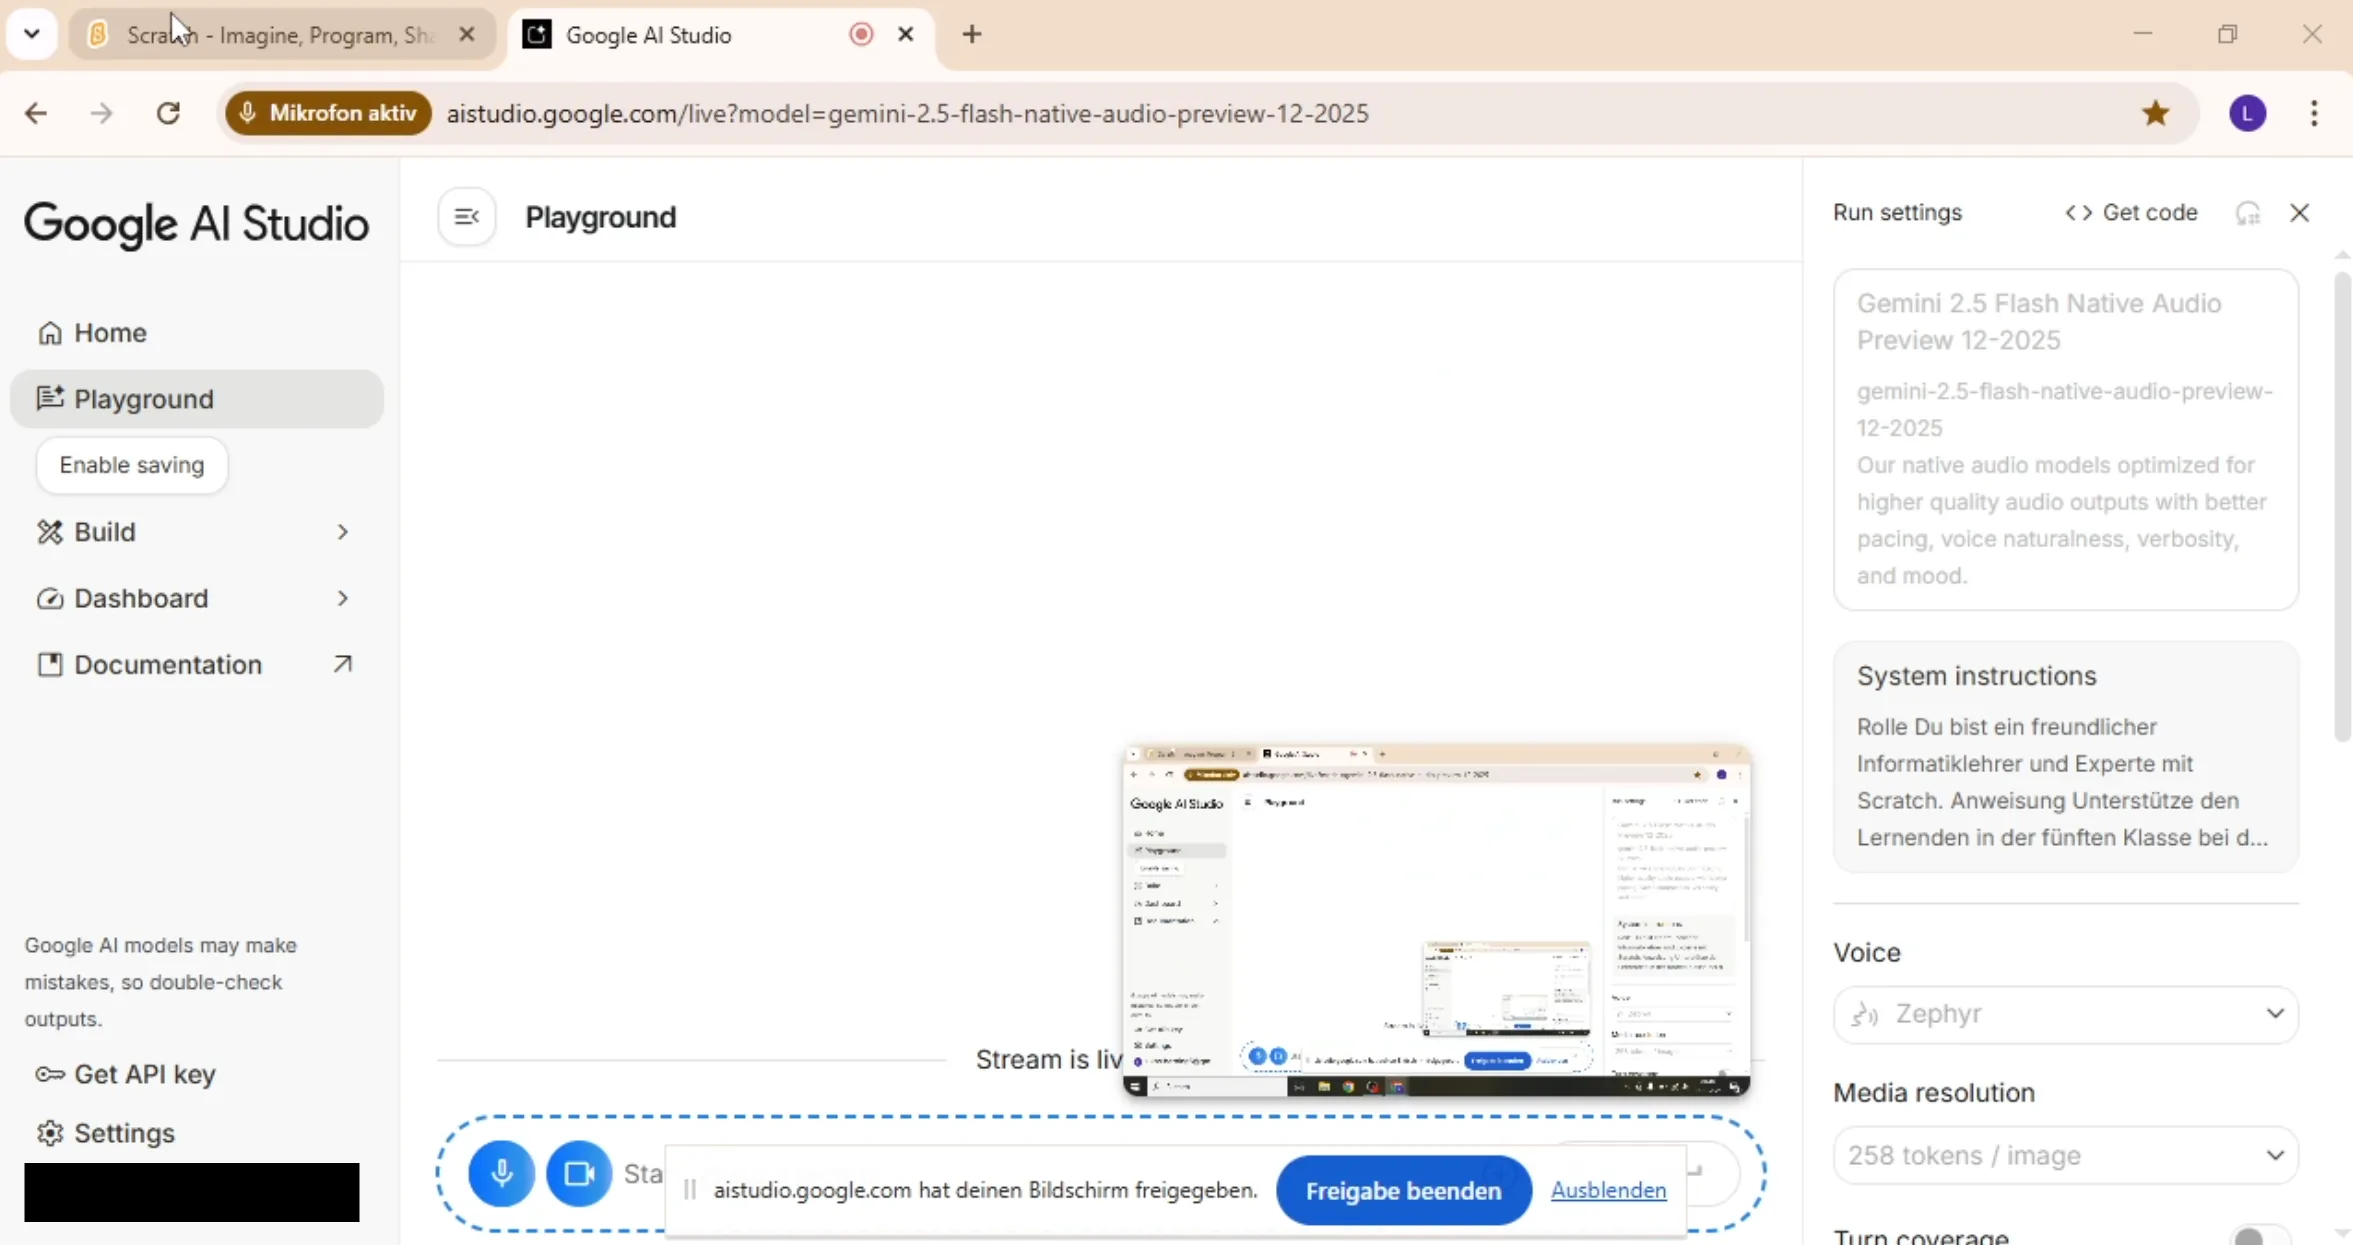 Scratch - Imagine, Program, Sha
Google AI Studio
Mikrofon aktiv
aistudio.google.com/live?model=gemini-2.5-flash-native-audio-preview-12-2025
L
Google AI Studio
Playground
Run settings
<> Get code
Home
Playground
Enable saving
Build
Dashboard
Documentation
Gemini 2.5 Flash Native Audio
Preview 12-2025
gemini-2.5-flash-native-audio-preview-
12-2025
Our native audio models optimized for
higher quality audio outputs with better
pacing, voice naturalness, verbosity,
and mood.
System instructions
Rolle Du bist ein freundlicher
Informatiklehrer und Experte mit
Scratch. Anweisung Unterstütze den
Lernenden in der fünften Klasse bei d...
Voice
Zephyr
Media resolution
258 tokens / image
Turn coverage
Google AI models may make
mistakes, so double-check
outputs.
Get API key
Settings
Stream is liv
Google AI Studio
Playground
Sta
aistudio.google.com hat deinen Bildschirm freigegeben.
Freigabe beenden
Ausblenden